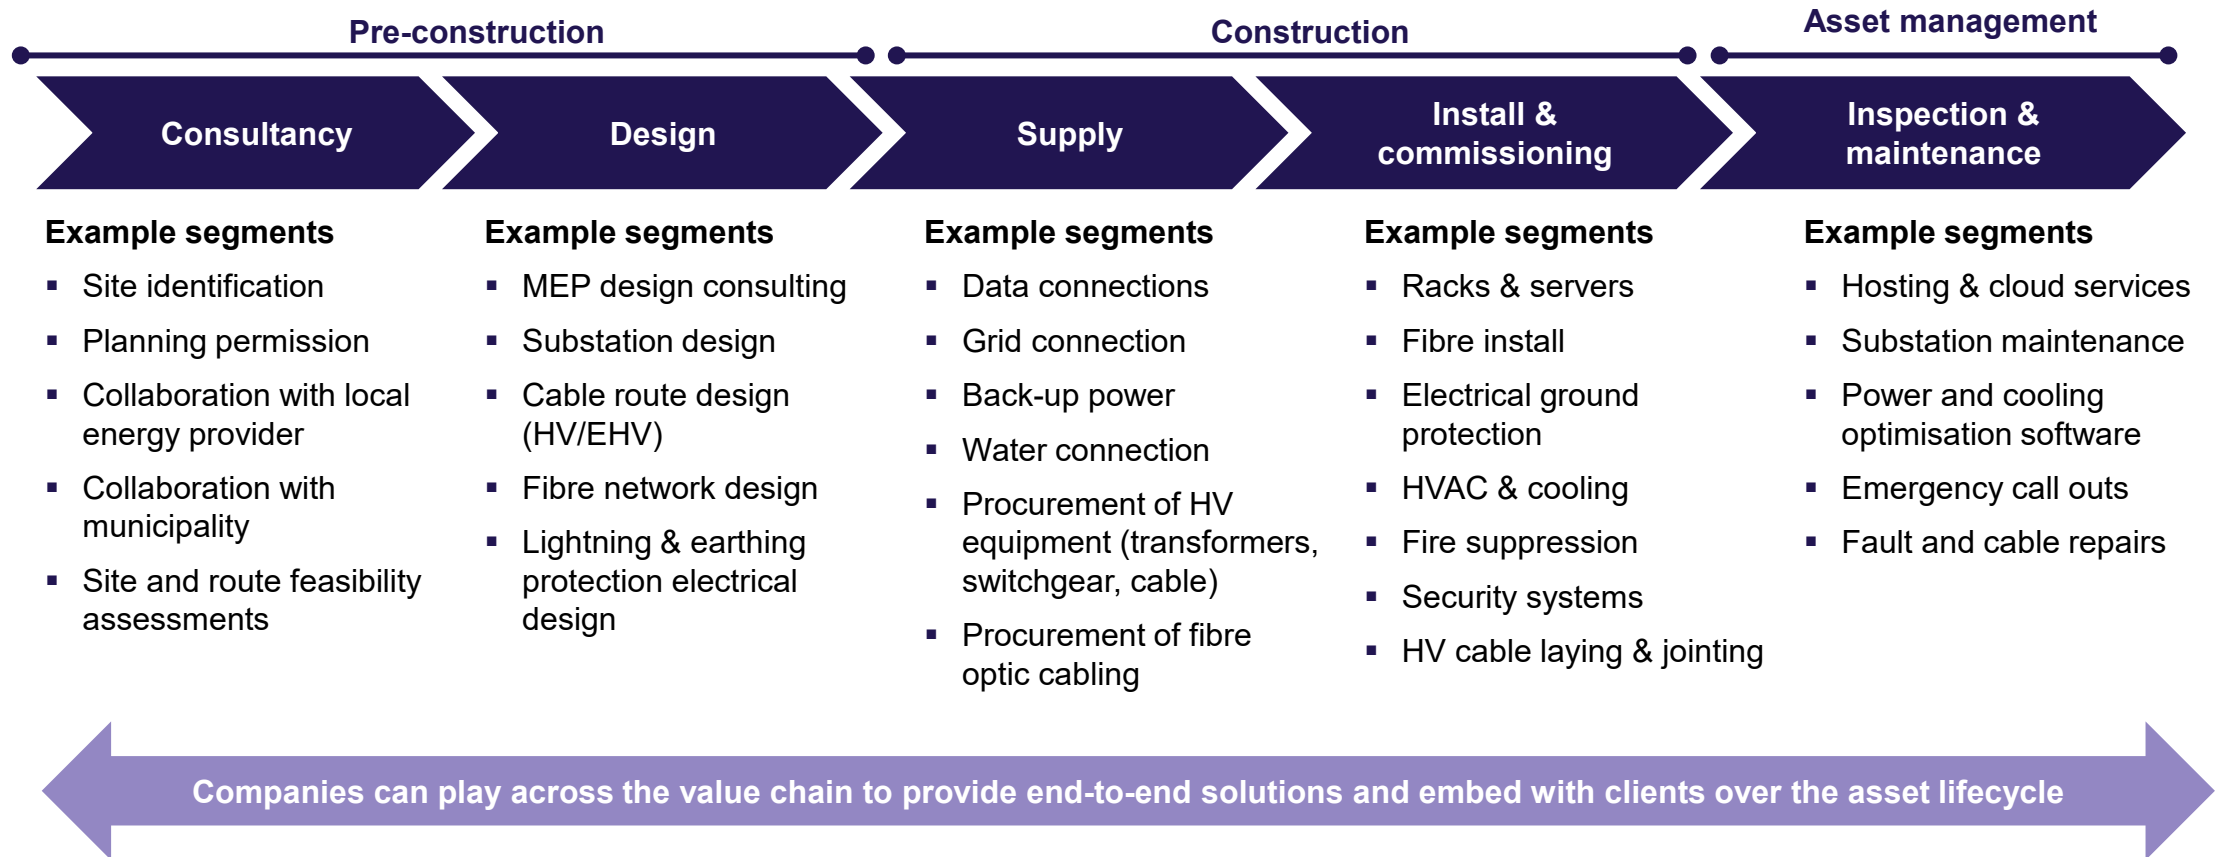 Pre-construction
Construction
Asset management
Consultancy
Design
Supply
Install &
commissioning
Inspection &
maintenance
Example segments
▪ Site identification
▪ Planning permission
▪ Collaboration with local
energy provider
▪ Collaboration with
municipality
▪ Site and route feasibility
assessments
Example segments
▪ MEP design consulting
▪ Substation design
▪ Cable route design
(HV/EHV)
▪ Fibre network design
▪ Lightning & earthing
protection electrical
design
Example segments
▪ Data connections
▪ Grid connection
▪ Back-up power
▪ Water connection
▪ Procurement of HV
equipment (transformers,
switchgear, cable)
▪ Procurement of fibre
optic cabling
Example segments
▪ Racks & servers
▪ Fibre install
▪ Electrical ground
protection
▪ HVAC & cooling
▪ Fire suppression
▪ Security systems
▪ HV cable laying & jointing
Example segments
▪ Hosting & cloud services
▪ Substation maintenance
▪ Power and cooling
optimisation software
▪ Emergency call outs
▪ Fault and cable repairs
Companies can play across the value chain to provide end-to-end solutions and embed with clients over the asset lifecycle